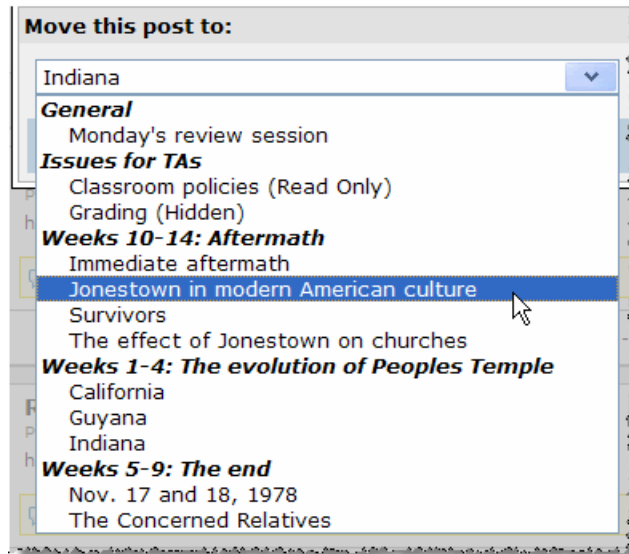 Move this post to:
Indiana
General
Monday's review session
Issues for TAs
Classroom policies (Read Only)
Grading (Hidden)
Weeks 10-14: Aftermath
Immediate aftermath
Jonestown in modern American culture
Survivors
The effect of Jonestown on churches
Weeks 1-4: The evolution of Peoples Temple
California
Guyana
Indiana
Weeks 5-9: The end
Nov. 17 and 18, 1978
The Concerned Relatives